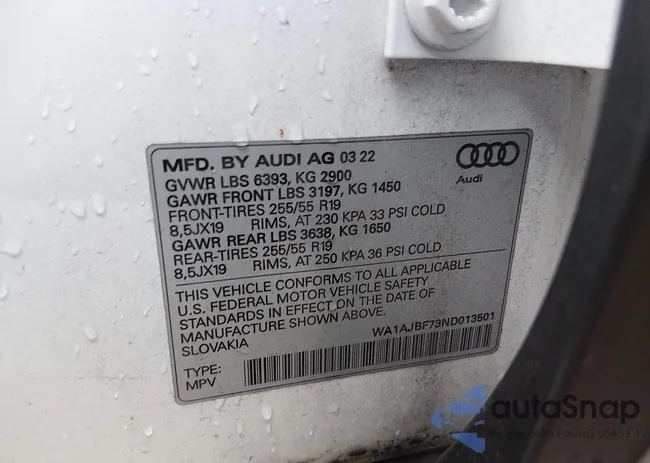 MFD. BY AUDI AG 03 22
GVWR LBS 6393, KG 2900
GAWR FRONT LBS 3197, KG 1450
FRONT-TIRES 255/55 R19
8,5JX19 RIMS, AT 230 KPA 33 PSI COLD
GAWR REAR LBS 3638, KG 1650
REAR-TIRES 255/55 R19
8,5JX19 RIMS, AT 250 KPA 36 PSI COLD
Audi
THIS VEHICLE CONFORMS TO ALL APPLICABLE
U.S. FEDERAL MOTOR VEHICLE SAFETY
STANDARDS IN EFFECT ON THE DATE OF
MANUFACTURE SHOWN ABOVE.
SLOVAKIA
WA1AJBF73ND013501
TYPE:
MPV
autoSnap